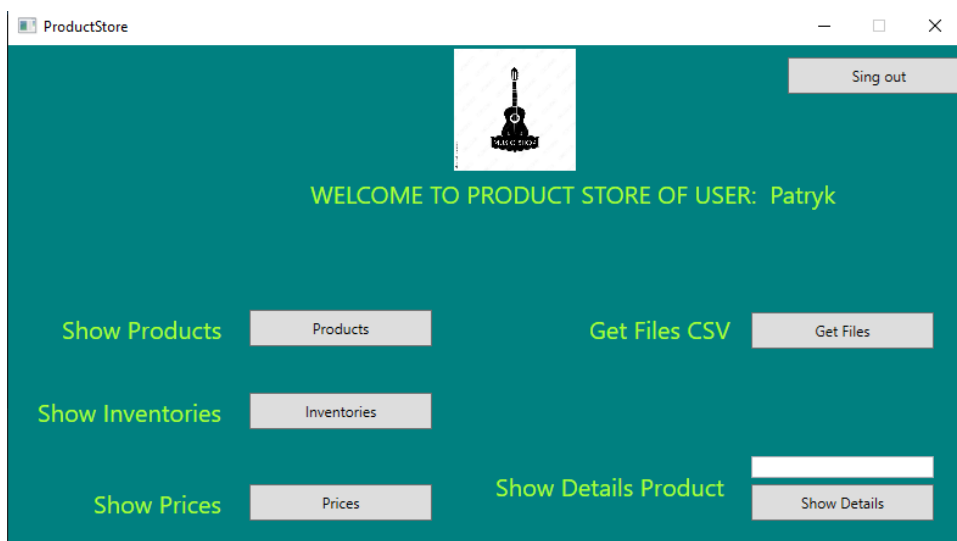 ProductStore
Sing out
MUSIC SHOP
WELCOME TO PRODUCT STORE OF USER: Patryk
Show Products
Products
Get Files CSV
Get Files
Show Inventories
Inventories
Show Details Product
Show Prices
Prices
Show Details